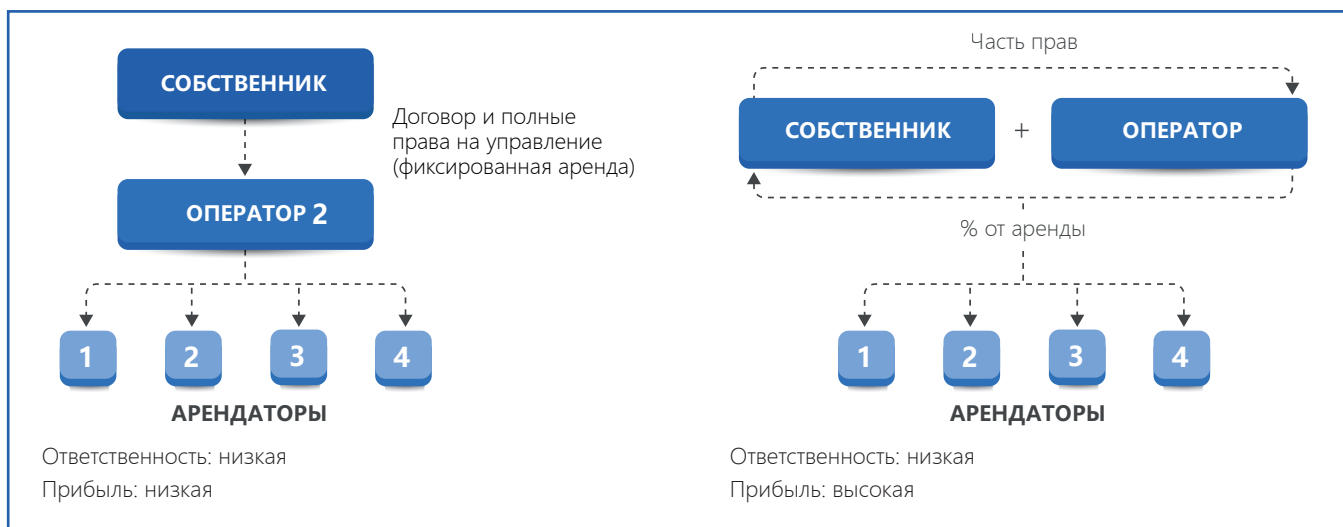 СОБСТВЕННИК
Договор и полные
права на управление
(фиксированная аренда)
ОПЕРАТОР 2
1 2 3 4
АРЕНДАТОРЫ
Ответственность: низкая
Прибыль: низкая
Часть прав
СОБСТВЕННИК + ОПЕРАТОР
% от аренды
1 2 3 4
АРЕНДАТОРЫ
Ответственность: низкая
Прибыль: высокая